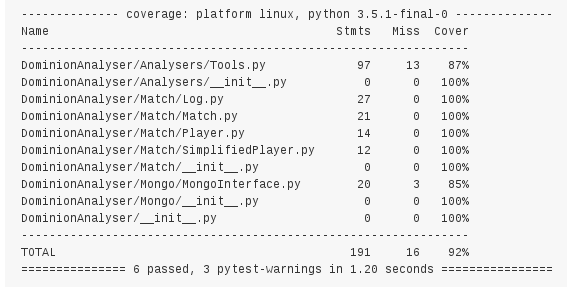 -------------- coverage: platform linux, python 3.5.1-final-0 --------------
Name                                         Stmts   Miss  Cover
----------------------------------------------------------------
DominionAnalyser/Analysers/Tools.py             97     13    87%
DominionAnalyser/Analysers/__init__.py           0      0   100%
DominionAnalyser/Match/Log.py                   27      0   100%
DominionAnalyser/Match/Match.py                 21      0   100%
DominionAnalyser/Match/Player.py                14      0   100%
DominionAnalyser/Match/SimplifiedPlayer.py      12      0   100%
DominionAnalyser/Match/__init__.py               0      0   100%
DominionAnalyser/Mongo/MongoInterface.py        20      3    85%
DominionAnalyser/Mongo/__init__.py               0      0   100%
DominionAnalyser/__init__.py                     0      0   100%
----------------------------------------------------------------
TOTAL                                          191     16    92%
=============== 6 passed, 3 pytest-warnings in 1.20 seconds ================